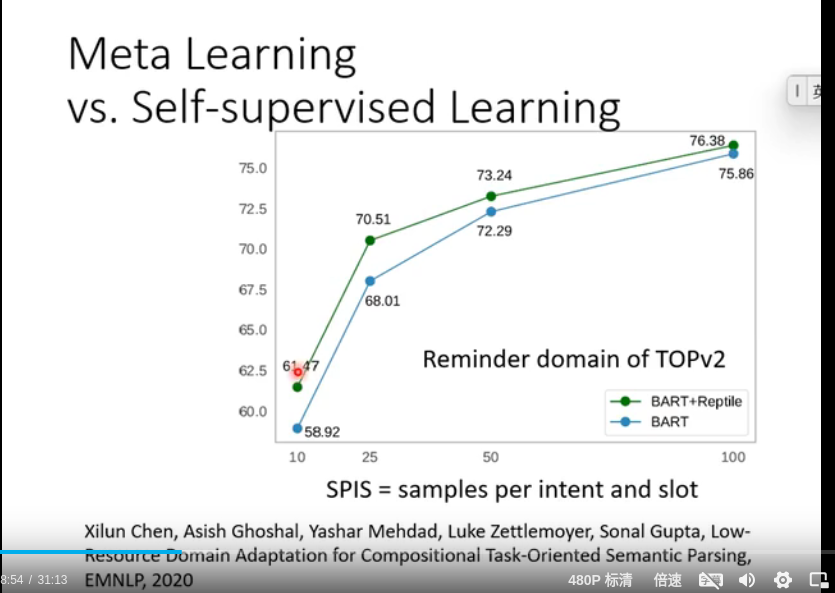 Meta Learning
vs. Self-supervised Learning
英
75.0
72.5
70.0
67.5
65.0
62.5
60.0
76.38
75.86
73.24
72.29
70.51
68.01
61.47
58.92
Reminder domain of TOPv2
BART+Reptile
BART
10 25 50 100
SPIS = samples per intent and slot
Xilun Chen, Asish Ghoshal, Yashar Mehdad, Luke Zettlemoyer, Sonal Gupta, Low-
Resource Domain Adaptation for Compositional Task-Oriented Semantic Parsing,
EMNLP, 2020
8:54 / 31:13 480P 标清 倍速 字幕